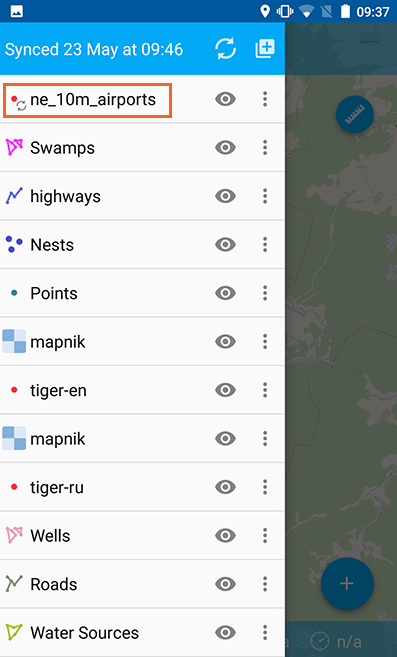 09:37
Synced 23 May at 09:46
ne_10m_airports
Swamps
highways
Nests
Points
mapnik
tiger-en
mapnik
tiger-ru
Wells
Roads
Water Sources
n/a